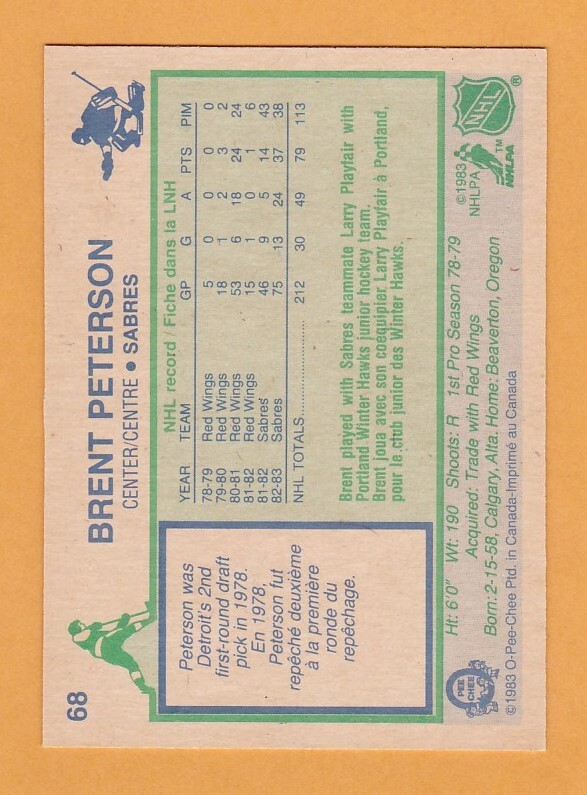 68
BRENT PETERSON
CENTER/CENTRE • SABRES
Peterson was
Detroit's 2nd
first-round draft
pick in 1978.
En 1978,
Peterson fut
repêché deuxième
à la première
ronde du
repêchage.
NHL record / Fiche dans la LNH
YEAR TEAM GP G A PTS PIM
78-79 Red Wings 5 0 0 0 0
79-80 Red Wings 18 1 2 3 2
80-81 Red Wings 53 6 18 24 24
81-82 Red Wings 15 1 0 1 6
81-82 Sabres 46 9 5 14 43
82-83 Sabres 75 13 24 37 38
NHL TOTALS 212 30 49 79 113
Brent played with Sabres teammate Larry Playfair with
Portland Winter Hawks junior hockey team.
Brent joua avec son coéquipier Larry Playfair à Portland,
pour le club junior des Winter Hawks.
Ht: 6'0" Wt: 190 Shoots: R 1st Pro Season 78-79
Acquired: Trade with Red Wings
Born: 2-15-58, Calgary, Alta. Home: Beaverton, Oregon
O PEE CHEE
©1983 O-Pee-Chee Ptd. in Canada-Imprimé au Canada
©1983
NHLPA
NHLPA ™
NHL ®